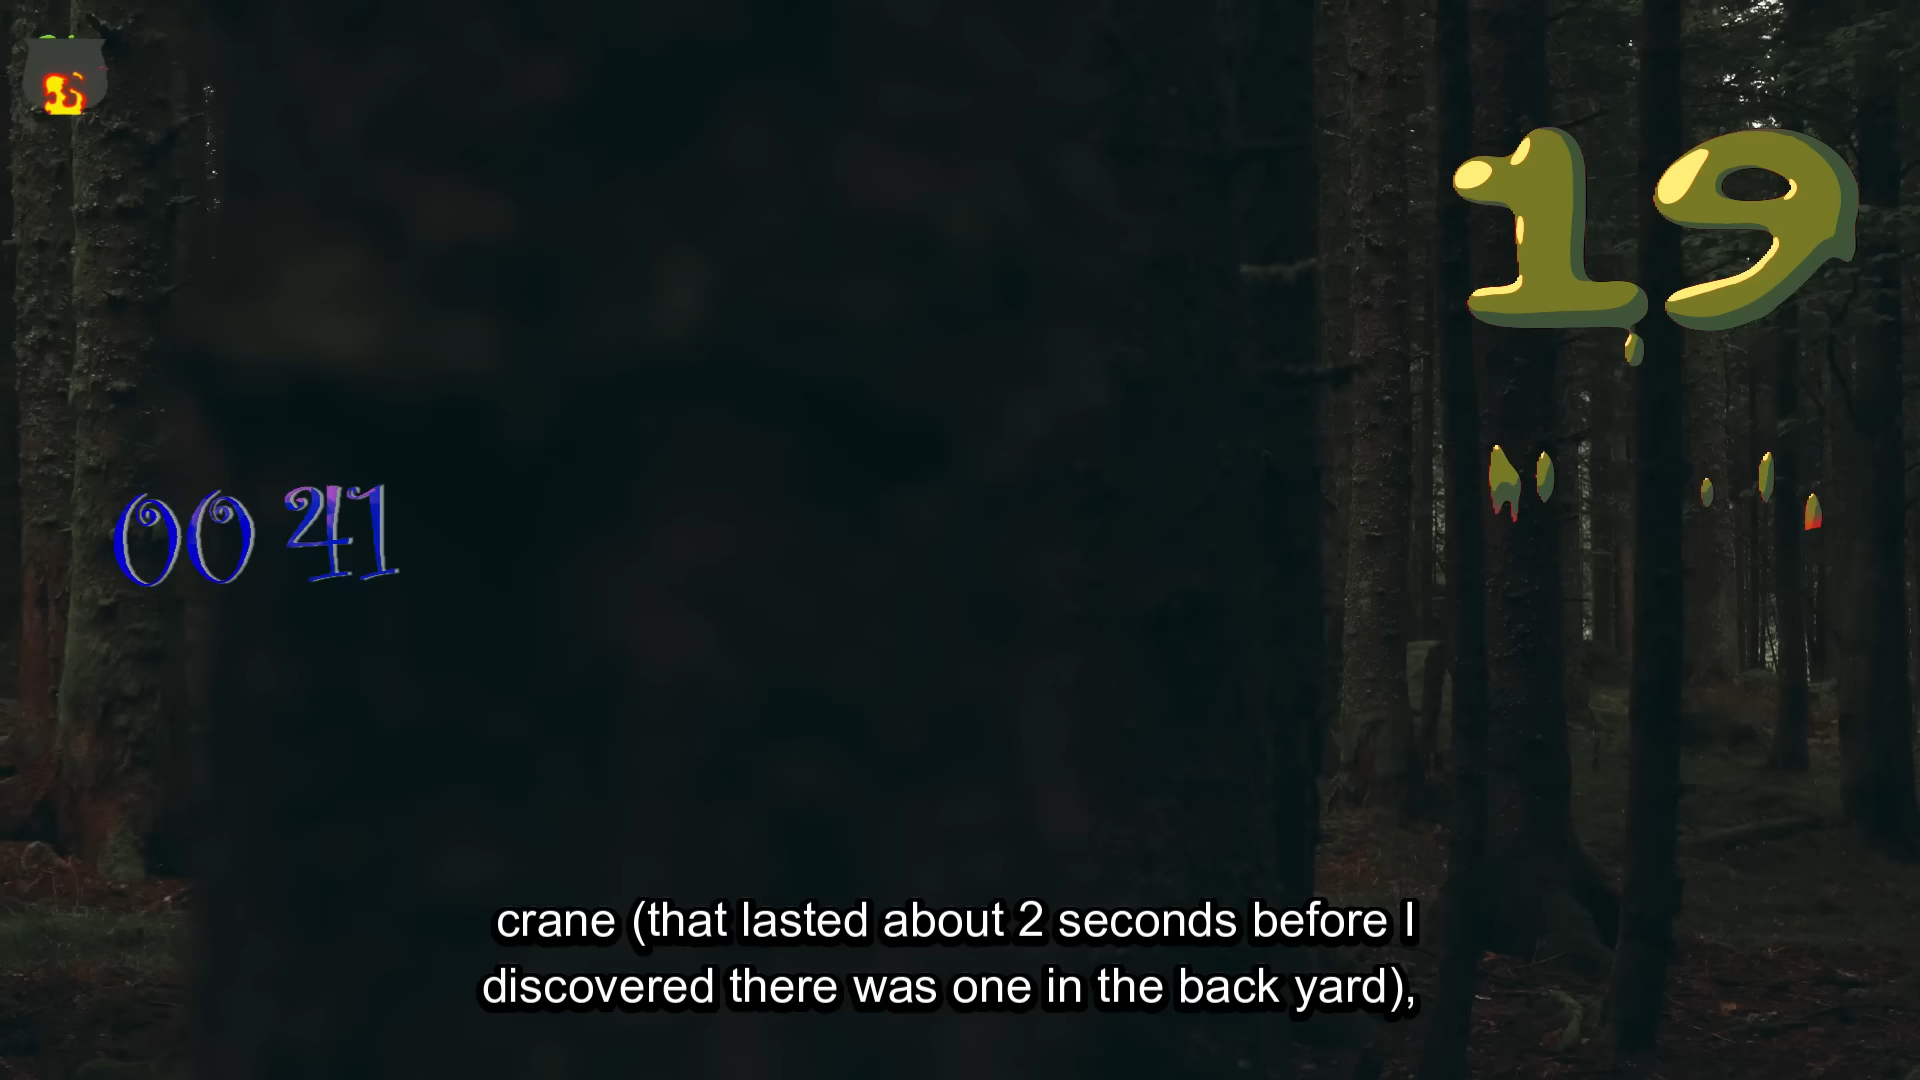 19
00 41
crane (that lasted about 2 seconds before I
discovered there was one in the back yard),